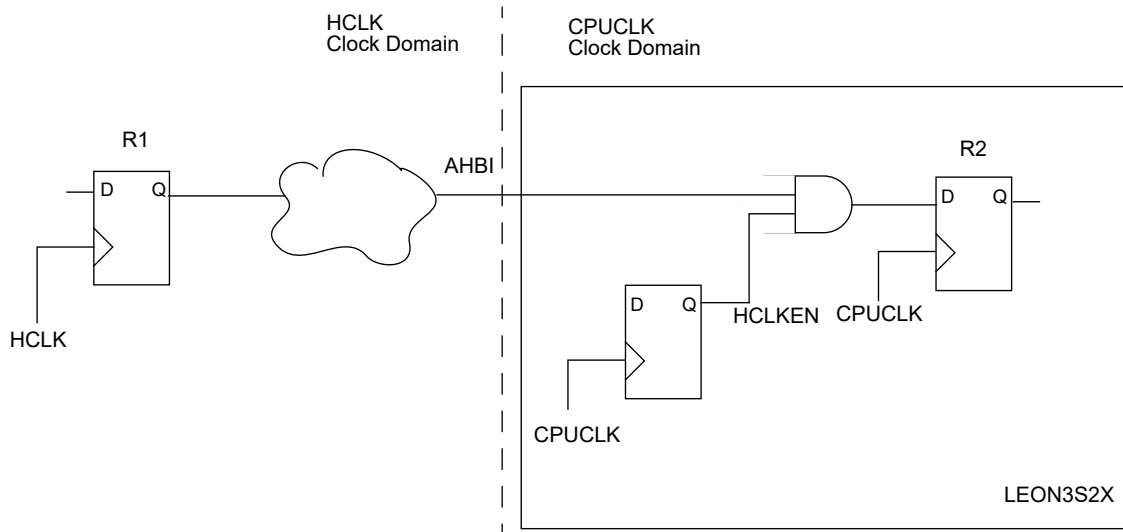 HCLK
Clock Domain
CPUCLK
Clock Domain
R1
AHBI
R2
D Q
D Q
D Q
HCLKEN
CPUCLK
HCLK
CPUCLK
LEON3S2X